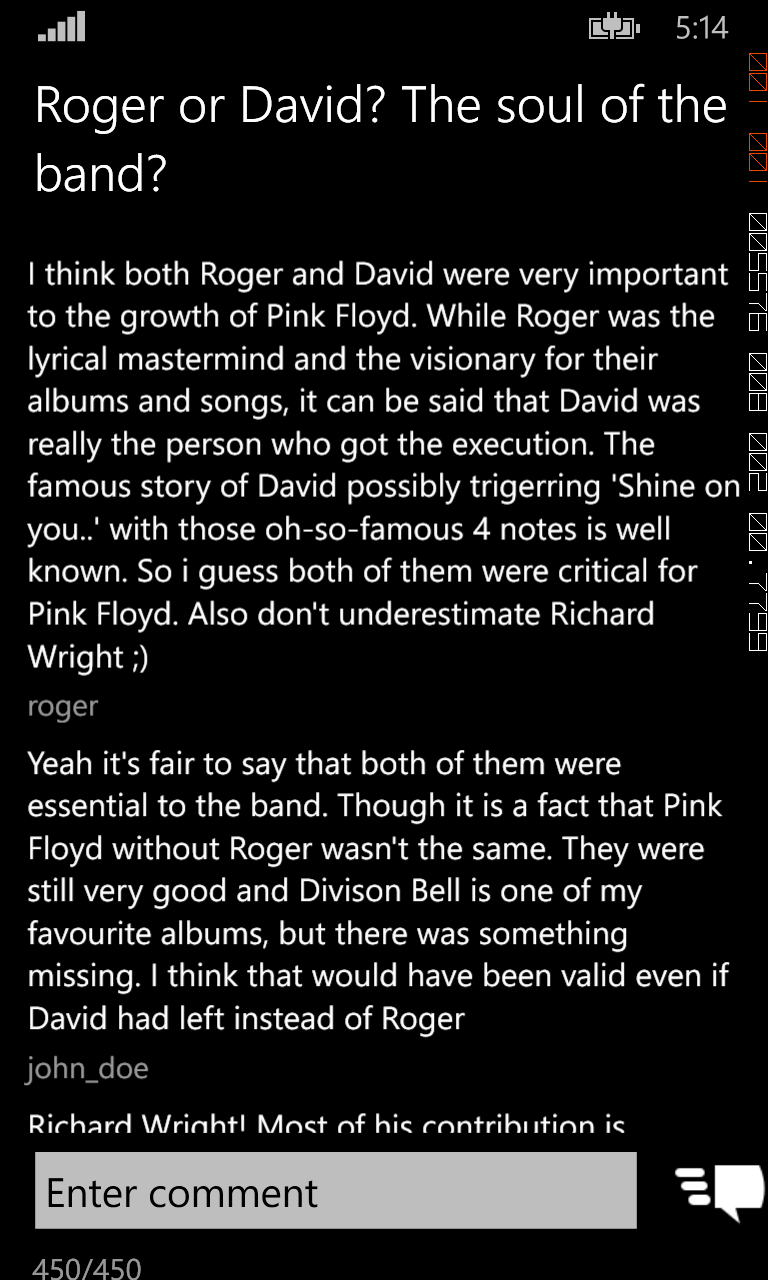 5:14
Roger or David? The soul of the
band?
I think both Roger and David were very important
to the growth of Pink Floyd. While Roger was the
lyrical mastermind and the visionary for their
albums and songs, it can be said that David was
really the person who got the execution. The
famous story of David possibly trigerring 'Shine on
you..' with those oh-so-famous 4 notes is well
known. So i guess both of them were critical for
Pink Floyd. Also don't underestimate Richard
Wright ;)
roger
Yeah it's fair to say that both of them were
essential to the band. Though it is a fact that Pink
Floyd without Roger wasn't the same. They were
still very good and Divison Bell is one of my
favourite albums, but there was something
missing. I think that would have been valid even if
David had left instead of Roger
john_doe
Richard Wright! Most of his contribution is
Enter comment
450/450